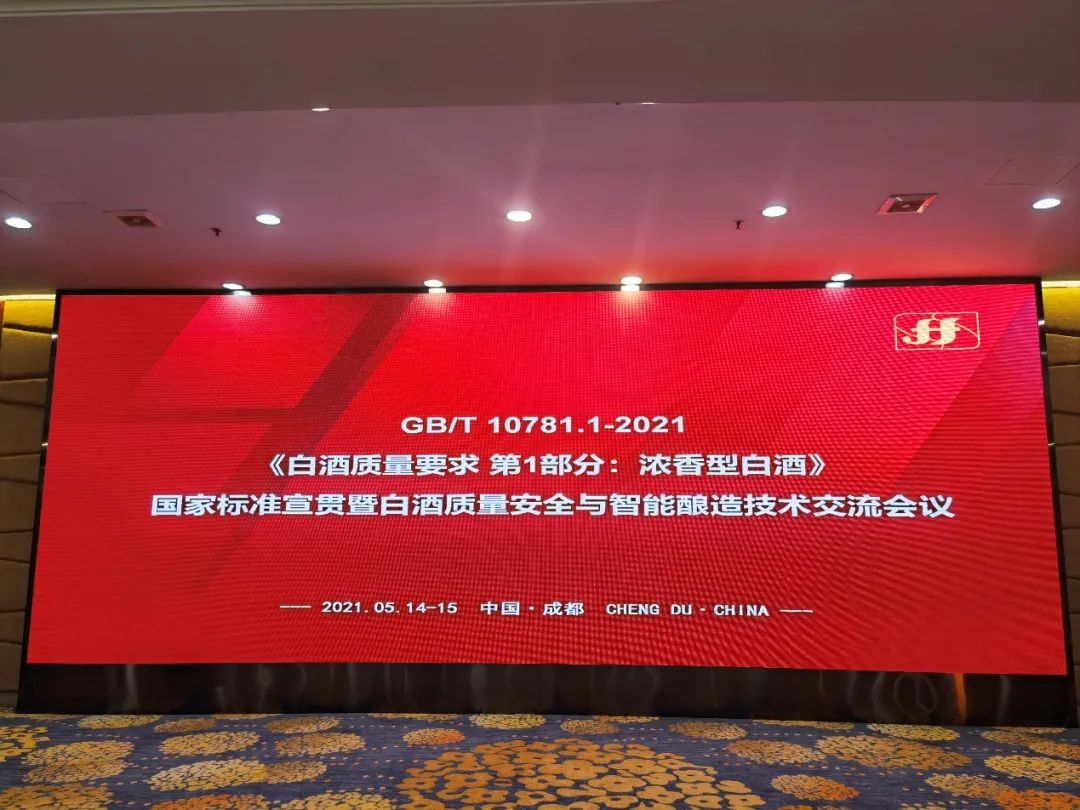 GB/T 10781.1-2021
《白酒质量要求 第1部分：浓香型白酒》
国家标准宣贯暨白酒质量安全与智能酿造技术交流会议
--- 2021.05.14-15 中国·成都 CHENG DU·CHINA ---